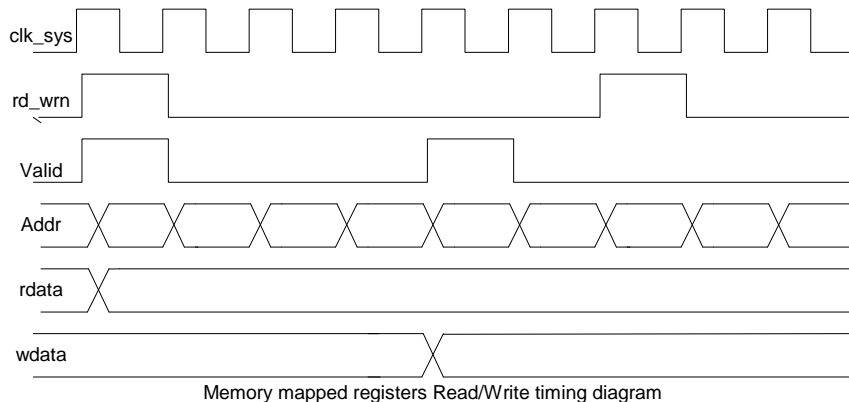 clk_sys
rd_wrn
Valid
Addr
rdata
wdata
Memory mapped registers Read/Write timing diagram